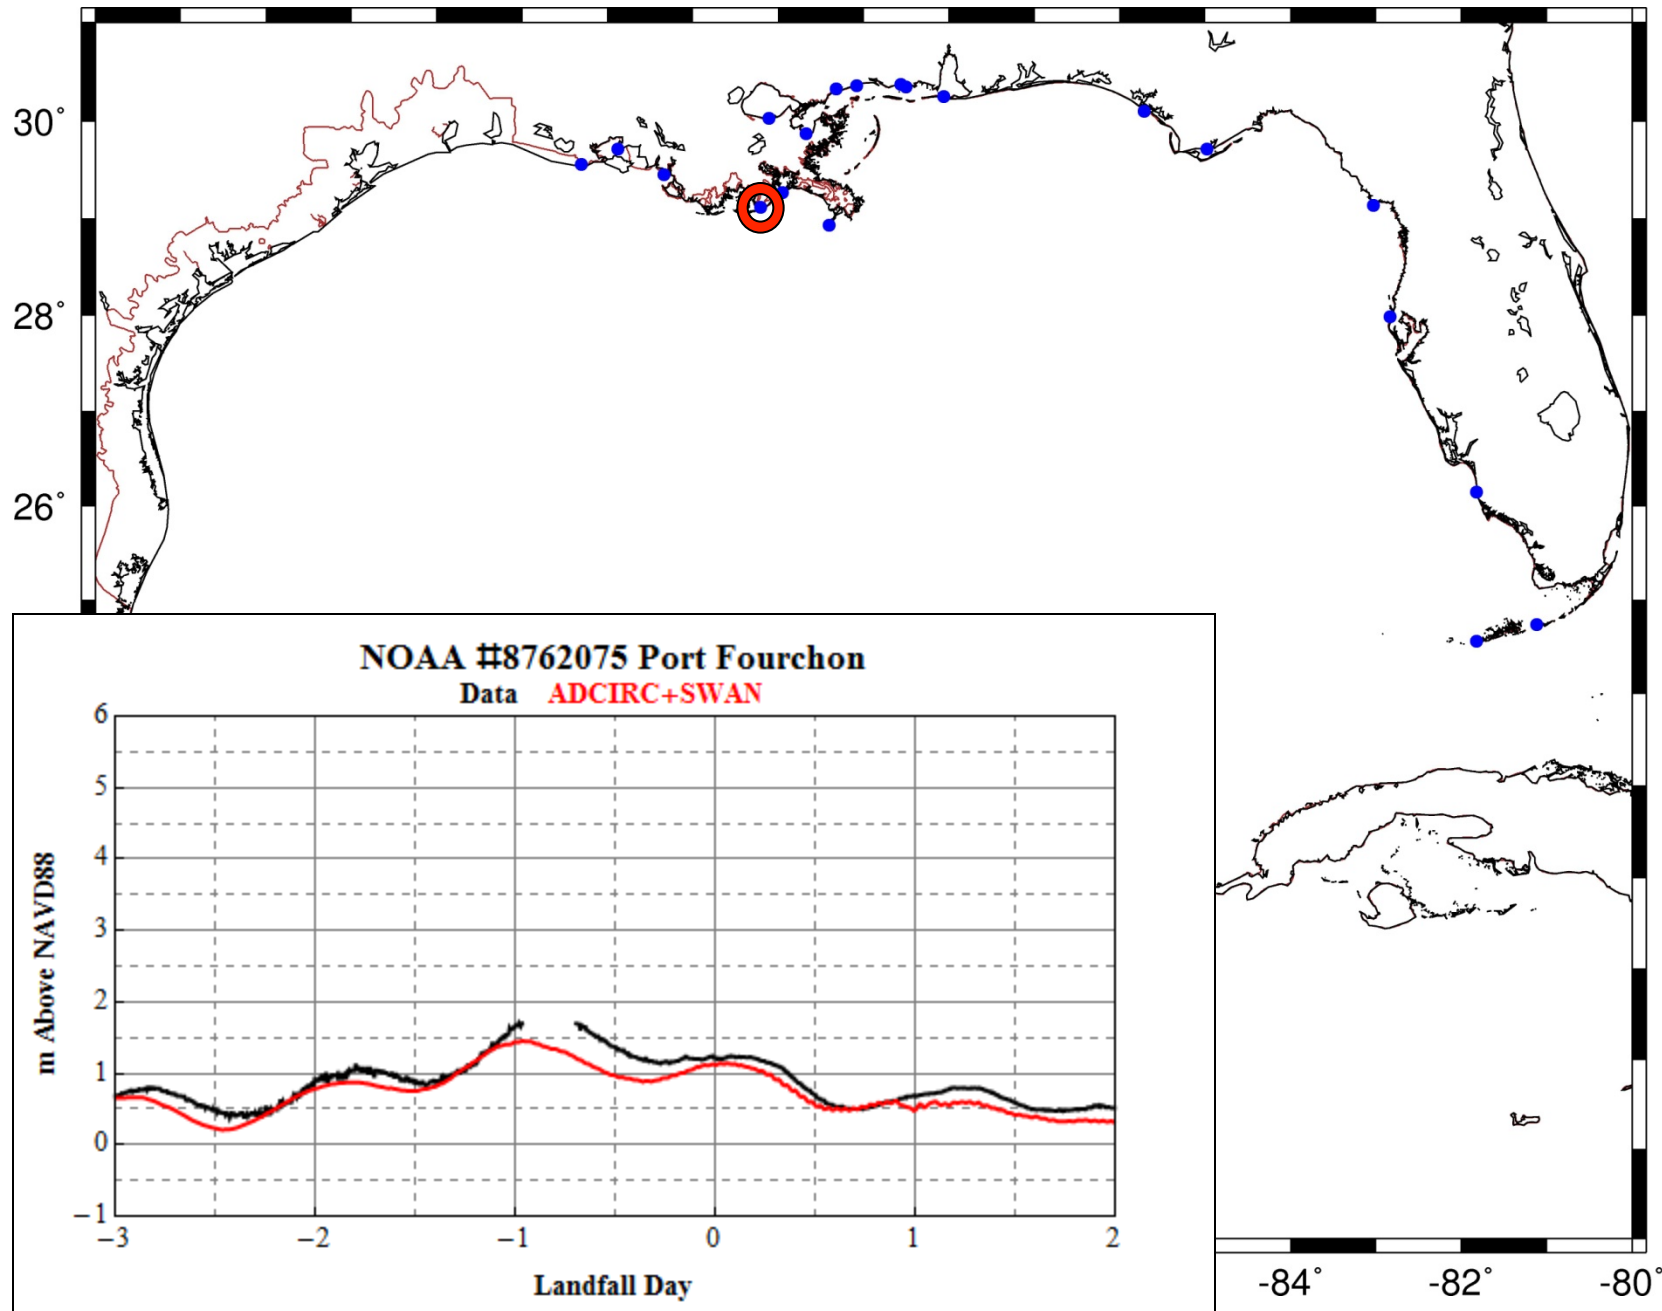 30°
28°
26°
NOAA #8762075 Port Fourchon
Data ADCIRC+SWAN
6
5
4
3
2
1
0
−1
m Above NAVD88
−3 −2 −1 0 1 2
Landfall Day
-84° -82° -80°